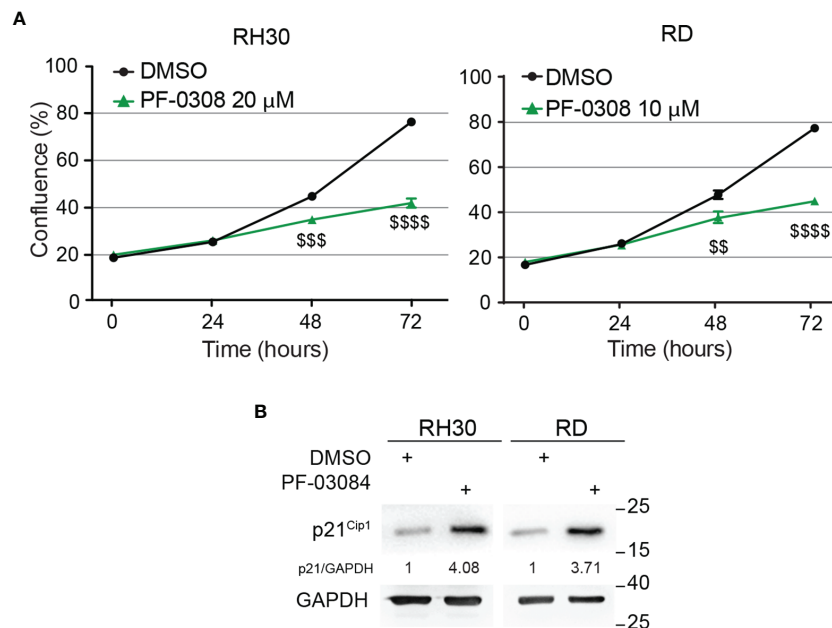 A
RH30
100
80
60
40
20
0
Confluence (%)
DMSO
PF-0308 20 μM
$$$
$$$$
0 24 48 72
Time (hours)
RD
100
80
60
40
20
0
DMSO
PF-0308 10 μM
$$
$$$$
0 24 48 72
Time (hours)
B
RH30 RD
DMSO + +
PF-03084 + +
p21Cip1
25
15
p21/GAPDH 1 4.08 1 3.71
GAPDH
40
25